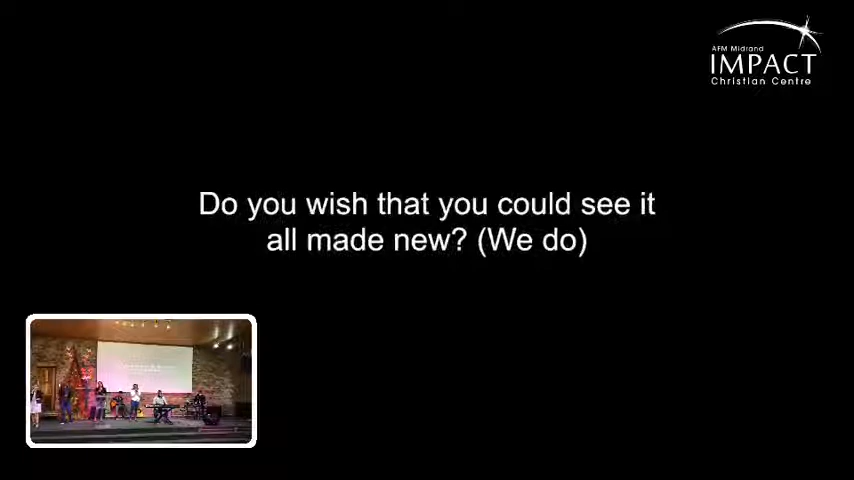 AFM Midrand
IMPACT
Christian Centre
Do you wish that you could see it
all made new? (We do)